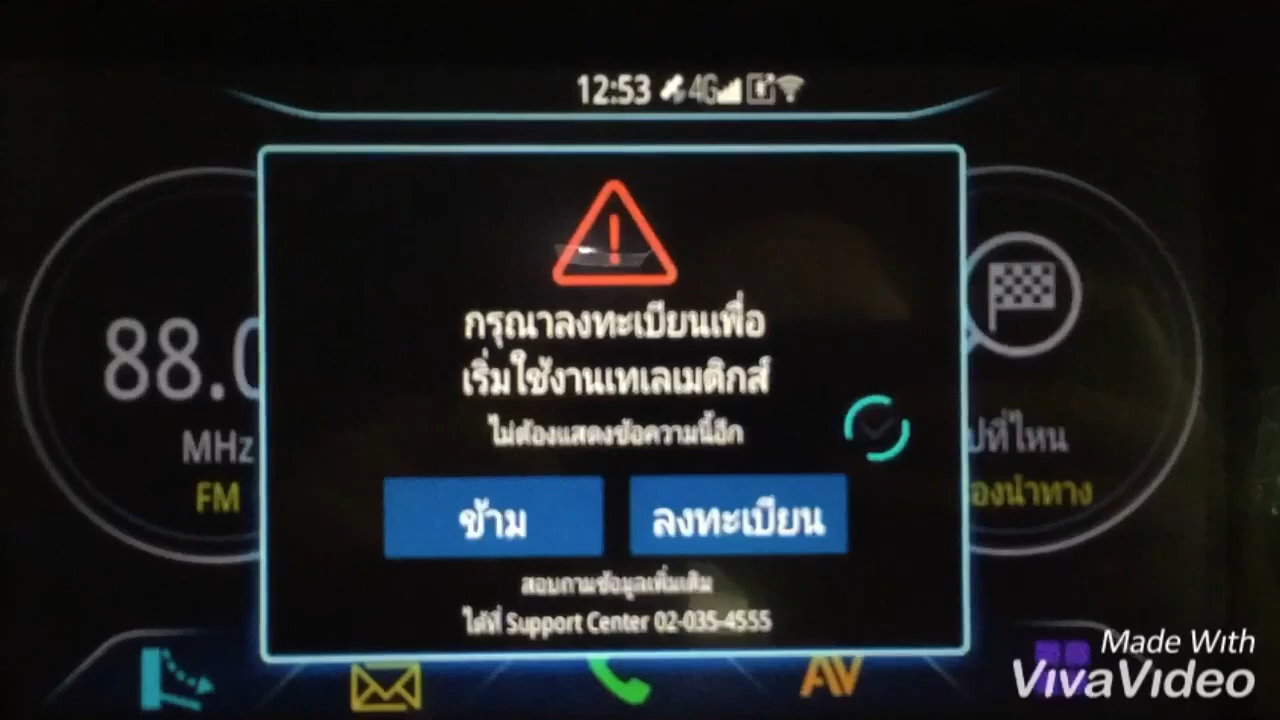 12:53 4G
กรุณาลงทะเบียนเพื่อ
เริ่มใช้งานเทเลเมติกส์
ไม่ต้องแสดงข้อความนี้อีก
88.0
MHz
FM
ปที่ไหน
องนำทาง
ข้าม
ลงทะเบียน
สอบถามข้อมูลเพิ่มเติม
ได้ที่ Support Center 02-035-4555
AV
Made With
VivaVideo